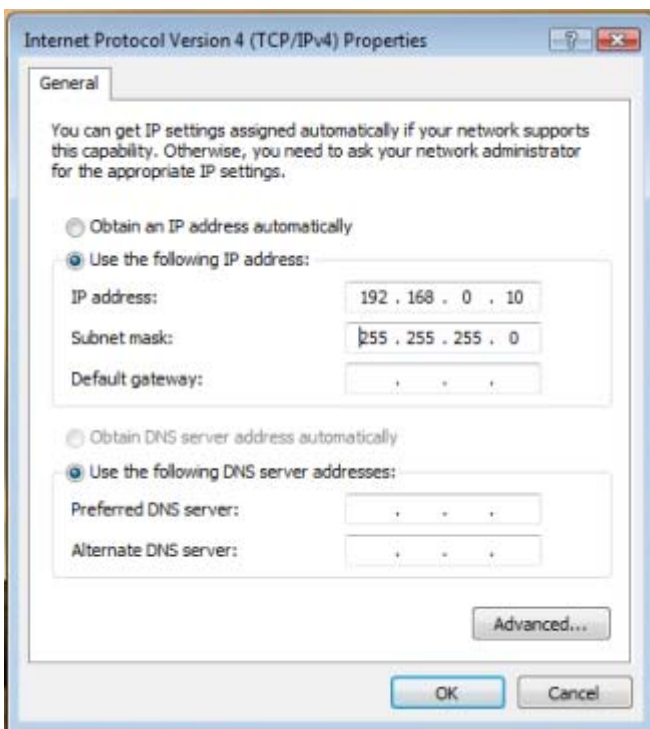 Internet Protocol Version 4 (TCP/IPv4) Properties
General
You can get IP settings assigned automatically if your network supports
this capability. Otherwise, you need to ask your network administrator
for the appropriate IP settings.
Obtain an IP address automatically
Use the following IP address:
IP address: 192 . 168 . 0 . 10
Subnet mask: 255 . 255 . 255 . 0
Default gateway: . . .
Obtain DNS server address automatically
Use the following DNS server addresses:
Preferred DNS server: . . .
Alternate DNS server: . . .
Advanced...
OK Cancel